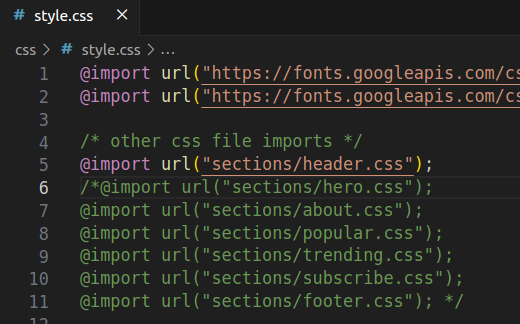 # style.css ×
css > # style.css > ...
1 @import url("https://fonts.googleapis.com/cs
2 @import url("https://fonts.googleapis.com/cs
3
4 /* other css file imports */
5 @import url("sections/header.css");
6 /*@import url("sections/hero.css");
7 @import url("sections/about.css");
8 @import url("sections/popular.css");
9 @import url("sections/trending.css");
10 @import url("sections/subscribe.css");
11 @import url("sections/footer.css"); */